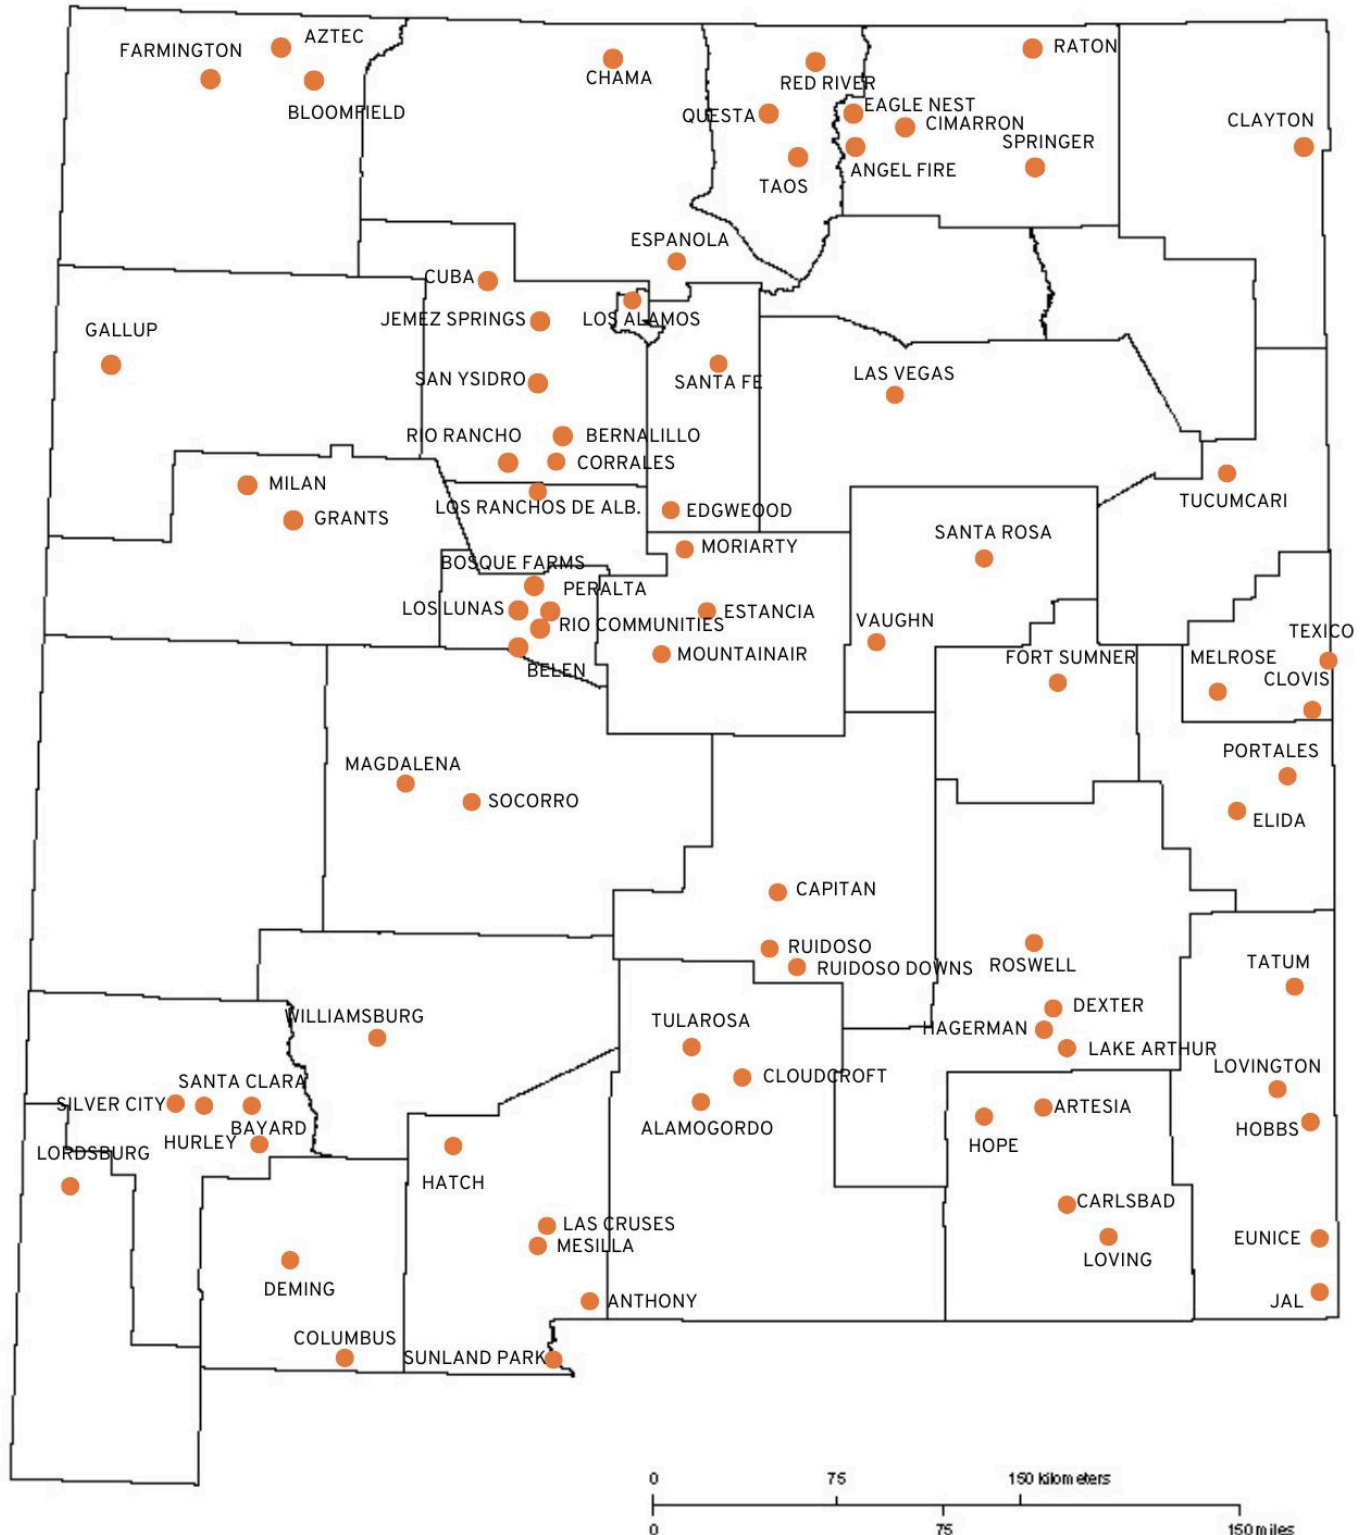 AZTEC
FARMINGTON
BLOOMFIELD
CHAMA
RED RIVER
RATON
QUESTA
EAGLE NEST
CIMARRON
CLAYTON
SPRINGER
TAOS
ANGEL FIRE
ESPANOLA
CUBA
JEMEZ SPRINGS
LOS ALAMOS
GALLUP
SAN YSIDRO
SANTA FE
LAS VEGAS
RIO RANCHO
BERNALILLO
CORRALES
MILAN
LOS RANCHOS DE ALB.
EDGWEOOD
TUCUMCARI
GRANTS
MORIARTY
SANTA ROSA
BOSQUE FARMS
PERALTA
LOS LUNAS
ESTANCIA
RIO COMMUNITIES
VAUGHN
TEXICO
MOUNTAINAIR
FORT SUMNER
MELROSE
BELEN
CLOVIS
PORTALES
MAGDALENA
SOCORRO
ELIDA
CAPITAN
RUIDOSO
RUIDOSO DOWNS
ROSWELL
TATUM
WILLIAMSBURG
TULAROSA
DEXTER
HAGERMAN
LAKE ARTHUR
LOVINGTON
CLOUDCROFT
SANTA CLARA
SILVER CITY
ARTESIA
BAYARD
ALAMOGORDO
HOBBS
HURLEY
HOPE
LORDSBURG
HATCH
CARLSBAD
LAS CRUSES
MESILLA
EUNICE
LOVING
DEMING
ANTHONY
JAL
COLUMBUS
SUNLAND PARK
0 75 150 kilometers
0 75 150 miles